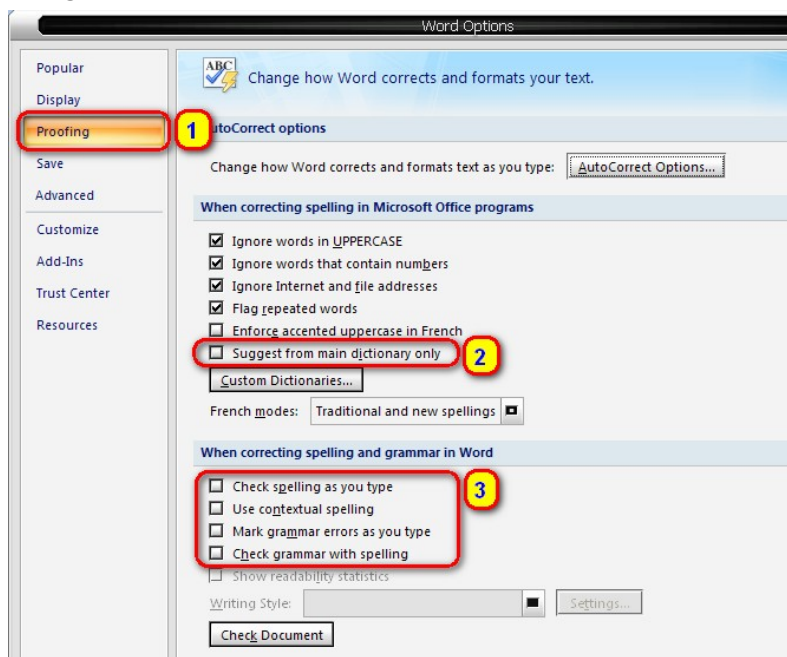 Word Options
Popular
Display
Proofing
Save
Advanced
Customize
Add-Ins
Trust Center
Resources
ABC
Change how Word corrects and formats your text.
1
utoCorrect options
Change how Word corrects and formats text as you type: AutoCorrect Options...
When correcting spelling in Microsoft Office programs
Ignore words in UPPERCASE
Ignore words that contain numbers
Ignore Internet and file addresses
Flag repeated words
Enforce accented uppercase in French
Suggest from main dictionary only 2
Custom Dictionaries...
French modes: Traditional and new spellings
When correcting spelling and grammar in Word
Check spelling as you type 3
Use contextual spelling
Mark grammar errors as you type
Check grammar with spelling
Show readability statistics
Writing Style: Settings...
Check Document